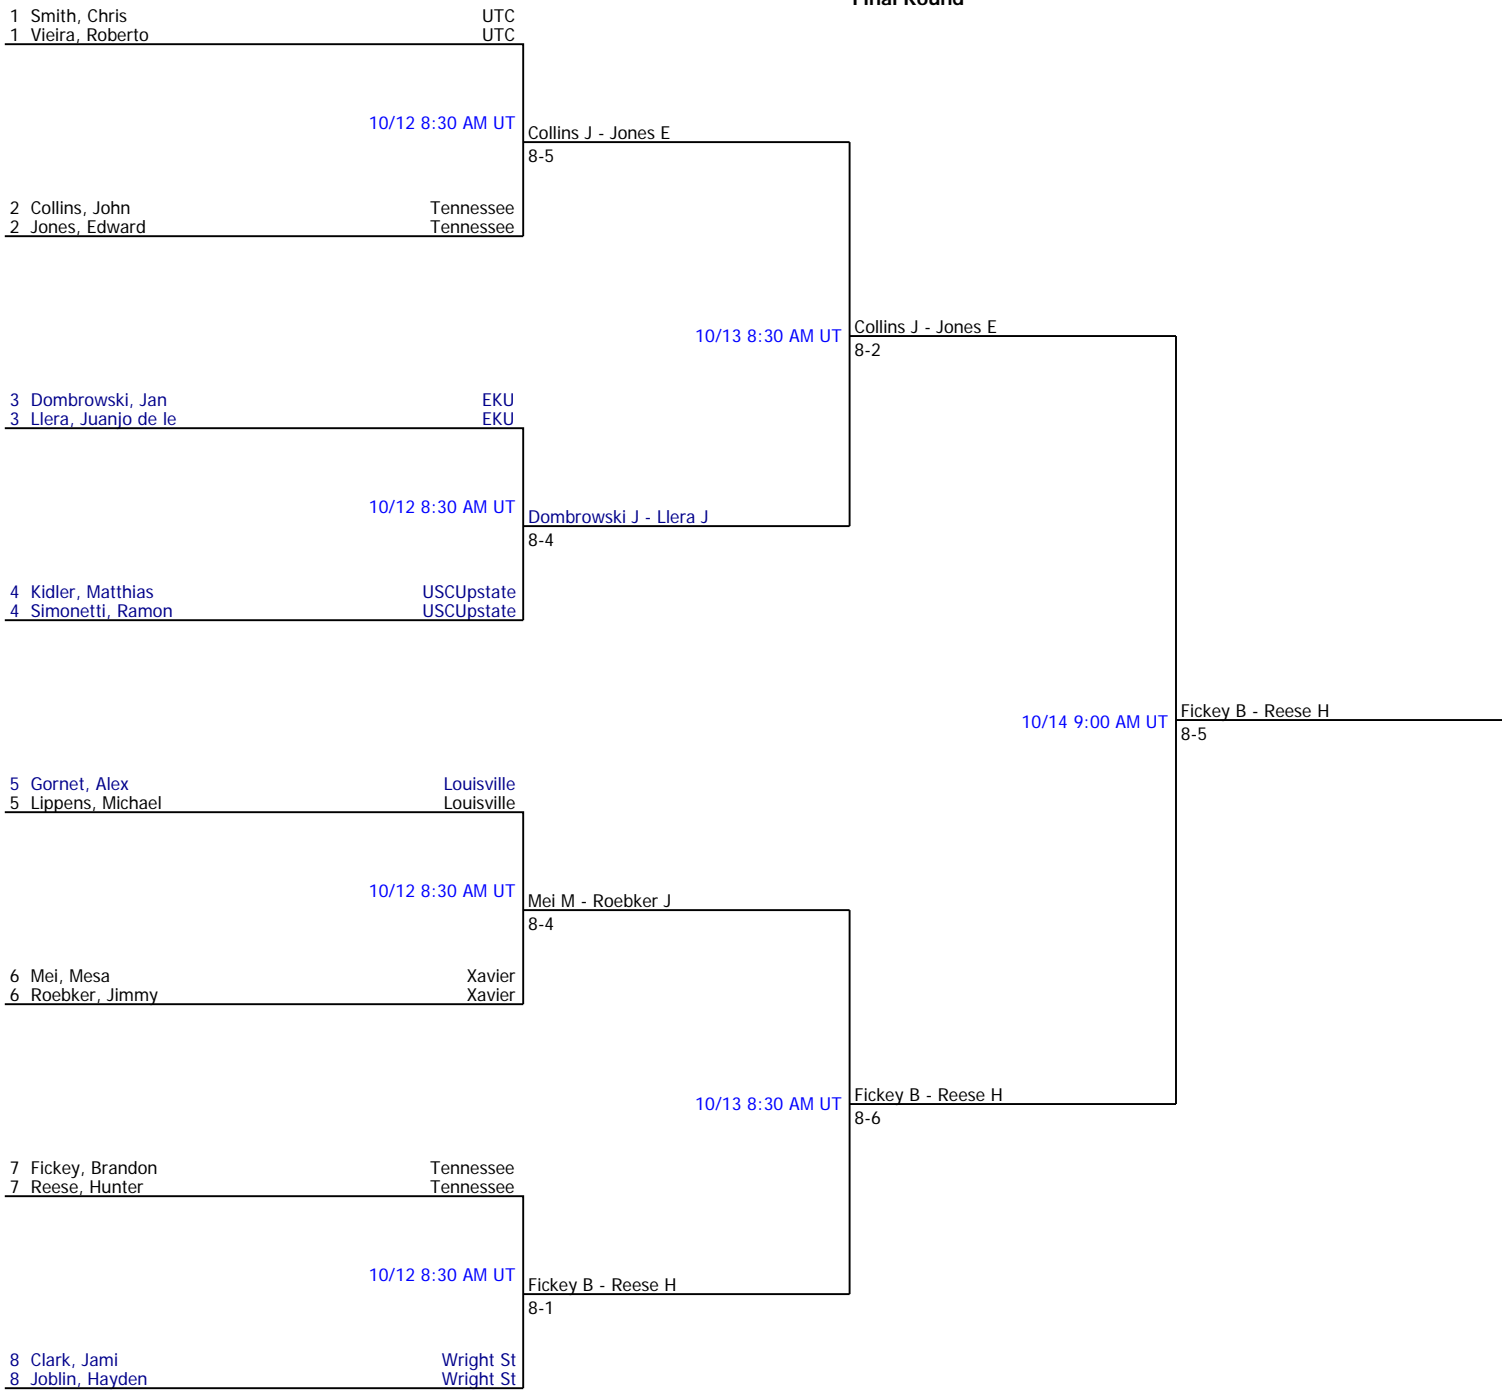 Final Round
1 Smith, Chris UTC
1 Vieira, Roberto UTC
10/12 8:30 AM UT
Collins J - Jones E
8-5
2 Collins, John Tennessee
2 Jones, Edward Tennessee
10/13 8:30 AM UT
Collins J - Jones E
8-2
3 Dombrowski, Jan EKU
3 Llera, Juanjo de le EKU
10/12 8:30 AM UT
Dombrowski J - Llera J
8-4
4 Kidler, Matthias USCUpstate
4 Simonetti, Ramon USCUpstate
10/14 9:00 AM UT
Fickey B - Reese H
8-5
5 Gornet, Alex Louisville
5 Lippens, Michael Louisville
10/12 8:30 AM UT
Mei M - Roebker J
8-4
6 Mei, Mesa Xavier
6 Roebker, Jimmy Xavier
10/13 8:30 AM UT
Fickey B - Reese H
8-6
7 Fickey, Brandon Tennessee
7 Reese, Hunter Tennessee
10/12 8:30 AM UT
Fickey B - Reese H
8-1
8 Clark, Jami Wright St
8 Joblin, Hayden Wright St